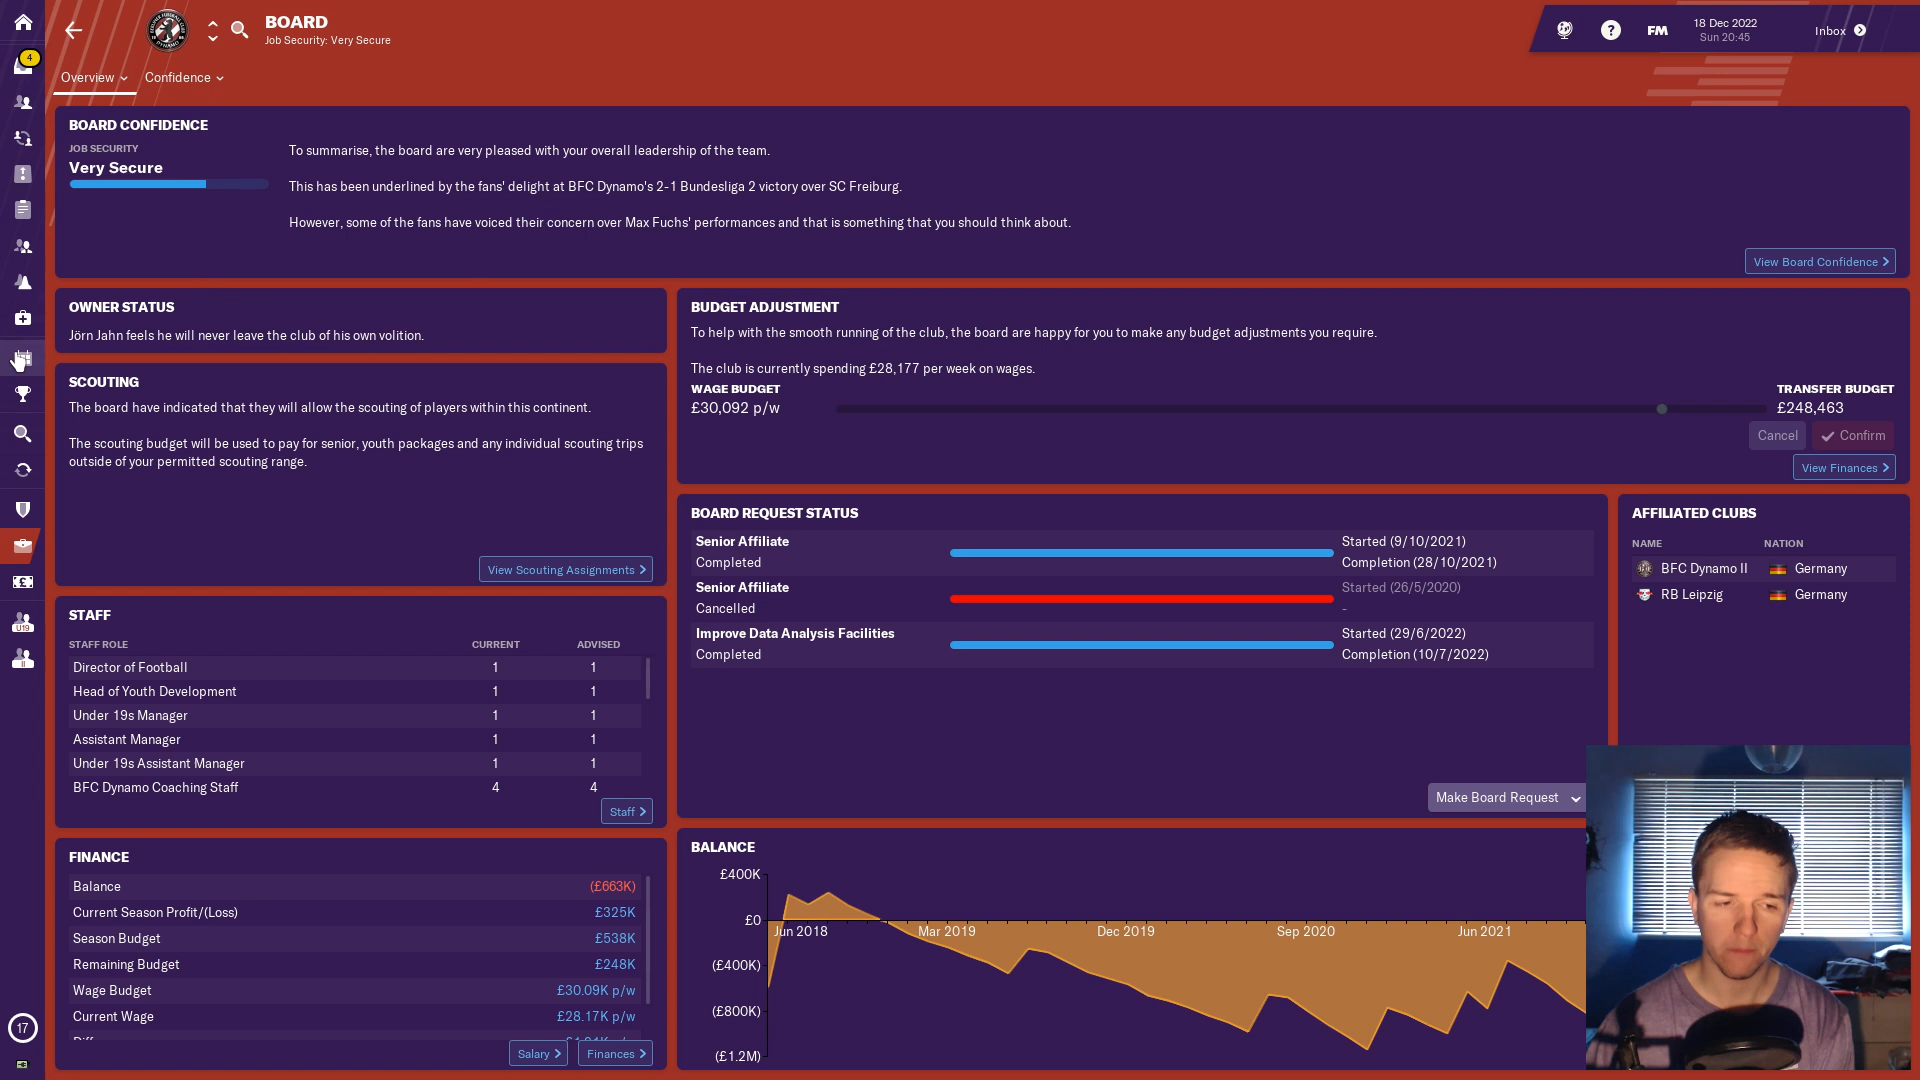 BOARD
Job Security: Very Secure
18 Dec 2022
Sun 20:45
FM
Inbox
4
Overview
Confidence
BOARD CONFIDENCE
JOB SECURITY
Very Secure
To summarise, the board are very pleased with your overall leadership of the team.
This has been underlined by the fans' delight at BFC Dynamo's 2-1 Bundesliga 2 victory over SC Freiburg.
However, some of the fans have voiced their concern over Max Fuchs' performances and that is something that you should think about.
View Board Confidence
OWNER STATUS
Jörn Jahn feels he will never leave the club of his own volition.
SCOUTING
The board have indicated that they will allow the scouting of players within this continent.
The scouting budget will be used to pay for senior, youth packages and any individual scouting trips
outside of your permitted scouting range.
View Scouting Assignments
BUDGET ADJUSTMENT
To help with the smooth running of the club, the board are happy for you to make any budget adjustments you require.
The club is currently spending £28,177 per week on wages.
WAGE BUDGET
£30,092 p/w
TRANSFER BUDGET
£248,463
Cancel
Confirm
View Finances
BOARD REQUEST STATUS
Senior Affiliate
Completed
Started (9/10/2021)
Completion (28/10/2021)
Senior Affiliate
Cancelled
Started (26/5/2020)
-
Improve Data Analysis Facilities
Completed
Started (29/6/2022)
Completion (10/7/2022)
Make Board Request
AFFILIATED CLUBS
NAME NATION
BFC Dynamo II Germany
RB Leipzig Germany
STAFF
STAFF ROLE CURRENT ADVISED
Director of Football 1 1
Head of Youth Development 1 1
Under 19s Manager 1 1
Assistant Manager 1 1
Under 19s Assistant Manager 1 1
BFC Dynamo Coaching Staff 4 4
Staff
FINANCE
Balance (£663K)
Current Season Profit/(Loss) £325K
Season Budget £538K
Remaining Budget £248K
Wage Budget £30.09K p/w
Current Wage £28.17K p/w
Salary
Finances
BALANCE
£400K
£0
(£400K)
(£800K)
(£1.2M)
Jun 2018
Mar 2019
Dec 2019
Sep 2020
Jun 2021
U19
II
17